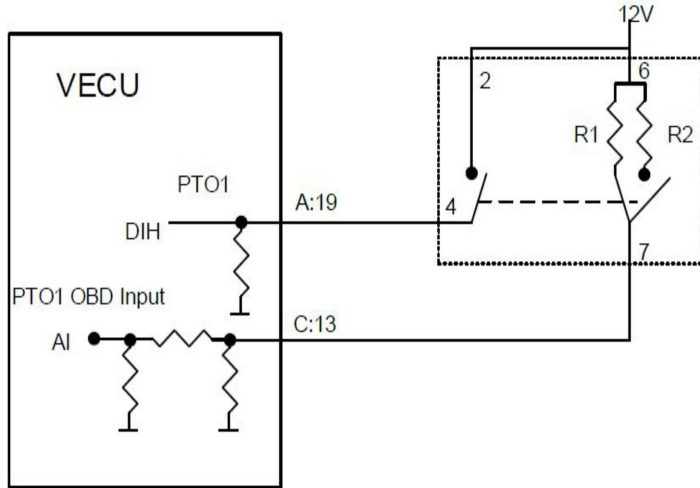 12V
VECU
2
6
R1
R2
PTO1
A:19
4
DIH
7
PTO1 OBD Input
C:13
AI